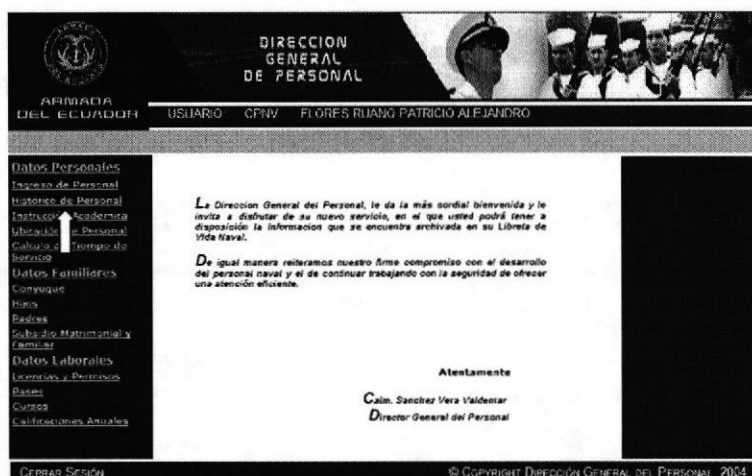 DIRECCION
GENERAL
DE PERSONAL
ARMADA
DEL ECUADOR
USUARIO CPNV FLORES RUANO PATRICIO ALEJANDRO
Datos Personales
Ingreso de Personal
Historico de Personal
Instrucción Academica
Ubicación de Personal
Calculo de Tiempo de
Servicio
Datos Familiares
Conyugue
Hijos
Padres
Subsidio Matrimonial y
Familiar
Datos Laborales
Licencias y Permisos
Pases
Cursos
Calificaciones Anuales
La Direccion General del Personal, le da la más cordial bienvenida y le
invita a disfrutar de su nuevo servicio, en el que usted podrá tener a
disposición la informacion que se encuentra archivada en su Libreta de
Vida Naval.
De igual manera reiteramos nuestro firme compromiso con el desarrollo
del personal naval y el de continuar trabajando con la seguridad de ofrecer
una atención eficiente.
Atentamente
Calm. Sanchez Vera Valdemar
Director General del Personal
CERRAR SESIÓN
© COPYRIGHT DIRECCIÓN GENERAL DEL PERSONAL 2004